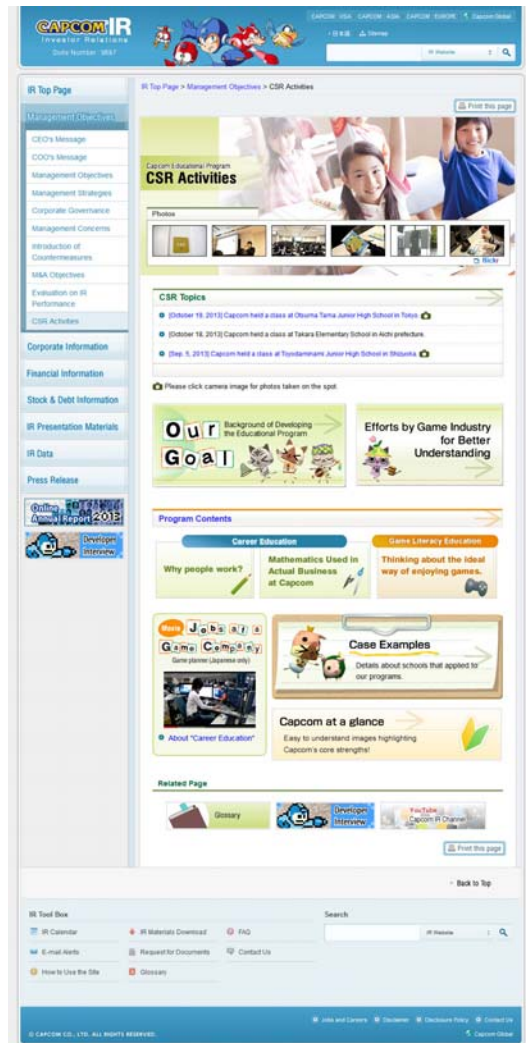 CAPCOM IR
Investor Relations
CAPCOM USA CAPCOM ASIA CAPCOM EUROPE Capcom Global
日本語 Sitemap
IR Website
IR Top Page
Management Objectives
CEO's Message
COO's Message
Management Objectives
Management Strategies
Corporate Governance
Management Concerns
Introduction of
Countermeasures
M&A Objectives
Evaluation on IR
Performance
CSR Activities
Corporate Information
Financial Information
Stock & Debt Information
IR Presentation Materials
IR Data
Press Release
Online
Annual Report 2013
Developer
Interview
IR Top Page > Management Objectives > CSR Activities
Print this page
Capcom Educational Program
CSR Activities
Photos
flickr
CSR Topics
[October 18, 2013] Capcom held a class at Tama Junior High School in Tokyo.
[October 16, 2013] Capcom held a class at Takara Elementary School in Aichi prefecture.
[Sep. 5, 2013] Capcom held a class at Toyodaminami Junior High School in Shizuoka.
Please click camera image for photos taken on the spot.
Our Goal
Background of Developing
the Educational Program
Efforts by Game Industry
for Better
Understanding
Program Contents
Career Education
Game Literacy Education
Why people work?
Mathematics Used in
Actual Business
at Capcom
Thinking about the ideal
way of enjoying games.
Movie Jobs at a
Game Company
Game planner (Japanese only)
About "Career Education"
Case Examples
Details about schools that applied to
our programs.
Capcom at a glance
Easy to understand images highlighting
Capcom's core strengths!
Related Page
Glossary
Developer
Interview
YouTube
Capcom IR Channel
Print this page
Back to Top
IR Tool Box
Search
IR Calendar
IR Materials Download
FAQ
IR Website
E-mail Alerts
Request for Documents
Contact Us
How to Use the Site
Glossary
Jobs and Careers Disclaimer Disclosure Policy Contact Us
© CAPCOM CO., LTD. ALL RIGHTS RESERVED.
Capcom Global